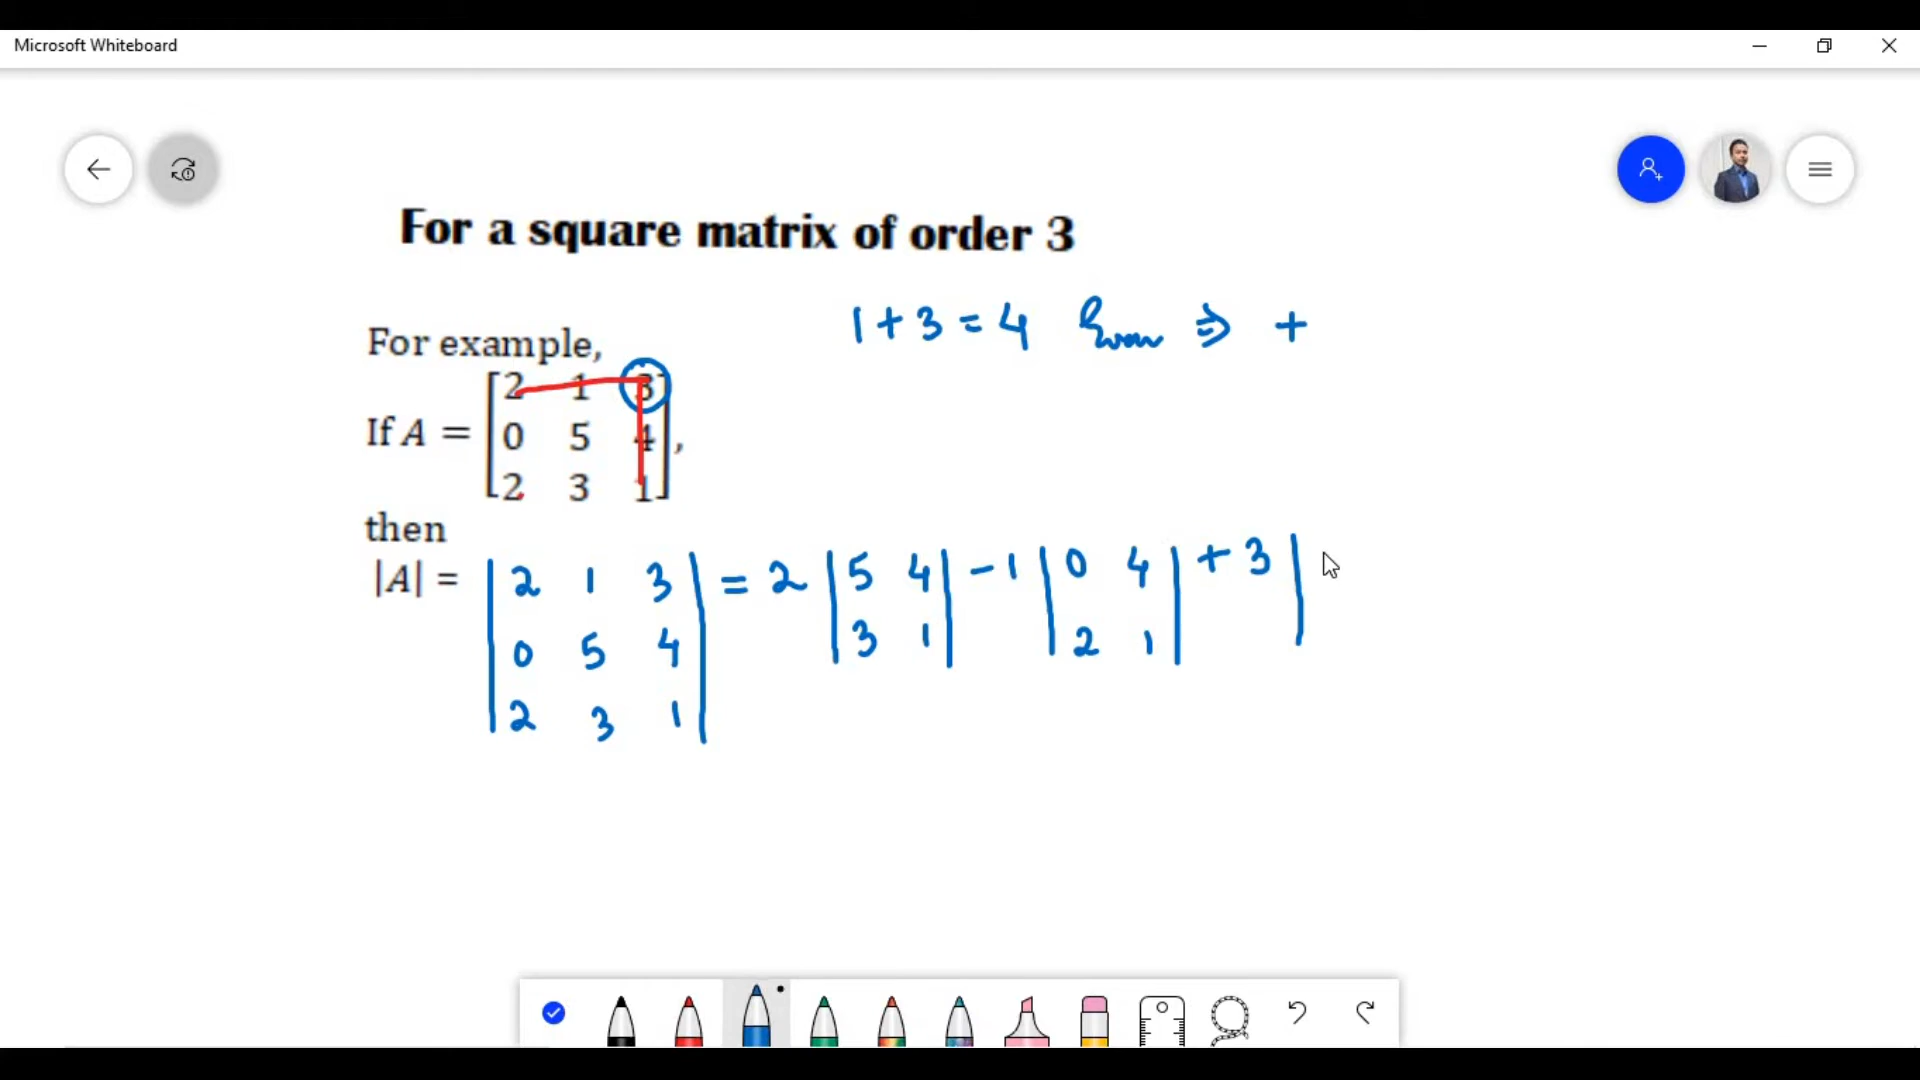 Microsoft Whiteboard
For a square matrix of order 3
1 + 3 = 4 Even ⇒ +
For example,
2 1 3
If A = 0 5 4 ,
2 3 1
then
|A| = | 2 1 3 | = 2 | 5 4 | - 1 | 0 4 | + 3 |
0 5 4 3 1 2 1
2 3 1